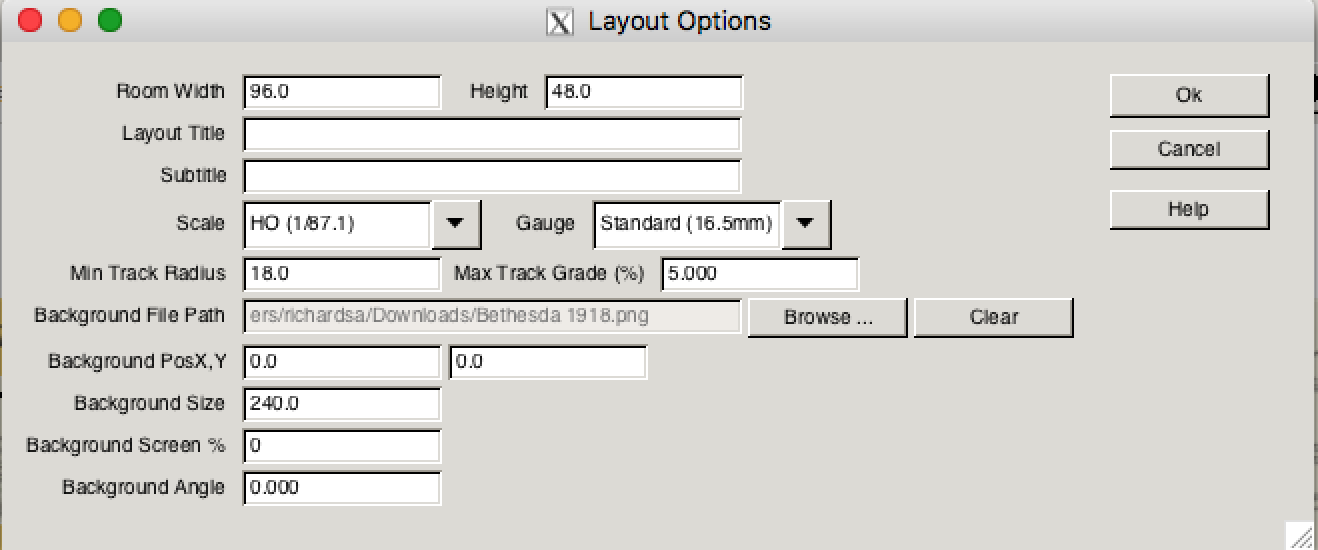 Layout Options
Room Width 96.0 Height 48.0 Ok
Layout Title
Cancel
Subtitle
Scale HO (1/87.1) Gauge Standard (16.5mm) Help
Min Track Radius 18.0 Max Track Grade (%) 5.000
Background File Path ers/richardsa/Downloads/Bethesda 1918.png Browse ... Clear
Background PosX,Y 0.0 0.0
Background Size 240.0
Background Screen % 0
Background Angle 0.000